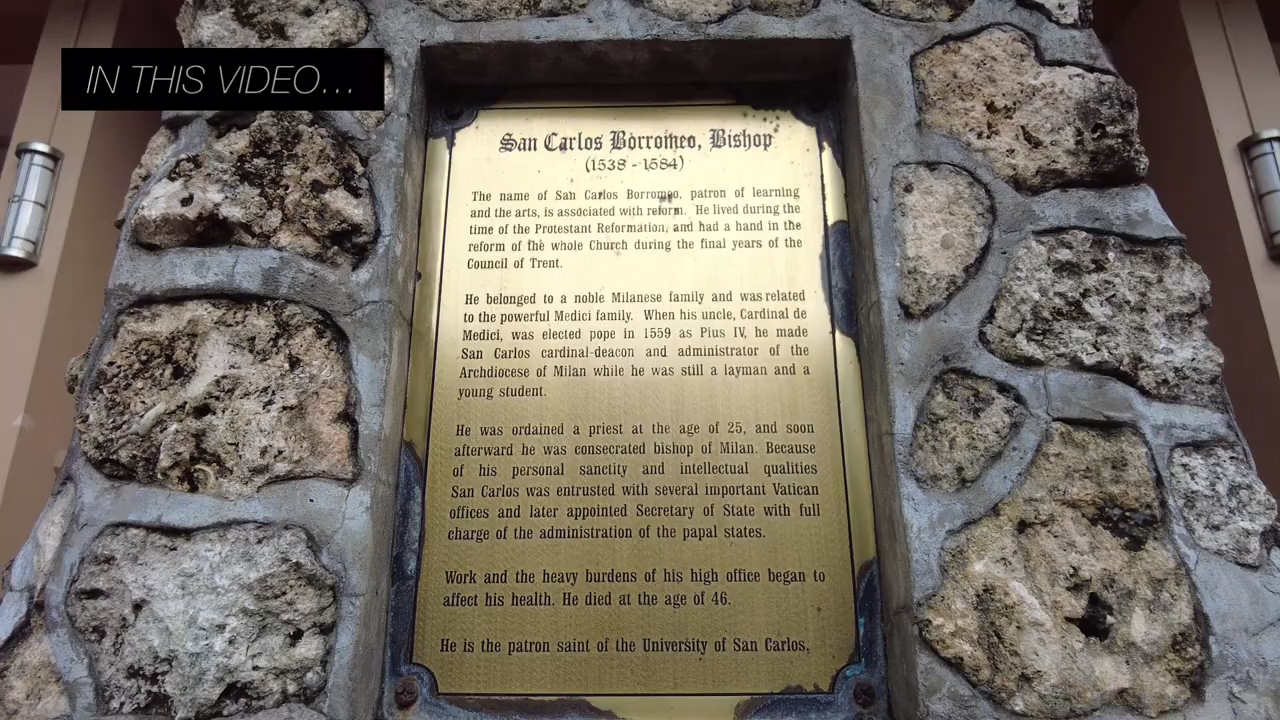 IN THIS VIDEO...
San Carlos Borromeo, Bishop
(1538 - 1584)
The name of San Carlos Borromeo, patron of learning
and the arts, is associated with reform. He lived during the
time of the Protestant Reformation, and had a hand in the
reform of the whole Church during the final years of the
Council of Trent.
He belonged to a noble Milanese family and was related
to the powerful Medici family. When his uncle, Cardinal de
Medici, was elected pope in 1559 as Pius IV, he made
San Carlos cardinal-deacon and administrator of the
Archdiocese of Milan while he was still a layman and a
young student.
He was ordained a priest at the age of 25, and soon
afterward he was consecrated bishop of Milan. Because
of his personal sanctity and intellectual qualities
San Carlos was entrusted with several important Vatican
offices and later appointed Secretary of State with full
charge of the administration of the papal states.
Work and the heavy burdens of his high office began to
affect his health. He died at the age of 46.
He is the patron saint of the University of San Carlos,